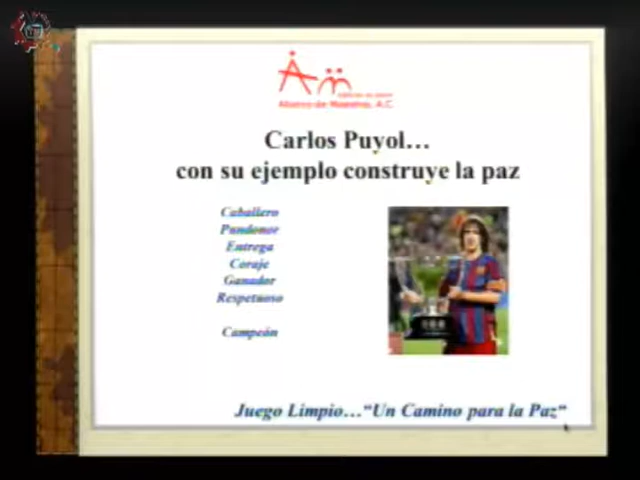 Alianza de Maestros, A.C.
Carlos Puyol…
con su ejemplo construye la paz
Caballero
Pundonor
Entrega
Coraje
Ganador
Respetuoso
Campeón
Juego Limpio…“Un Camino para la Paz“